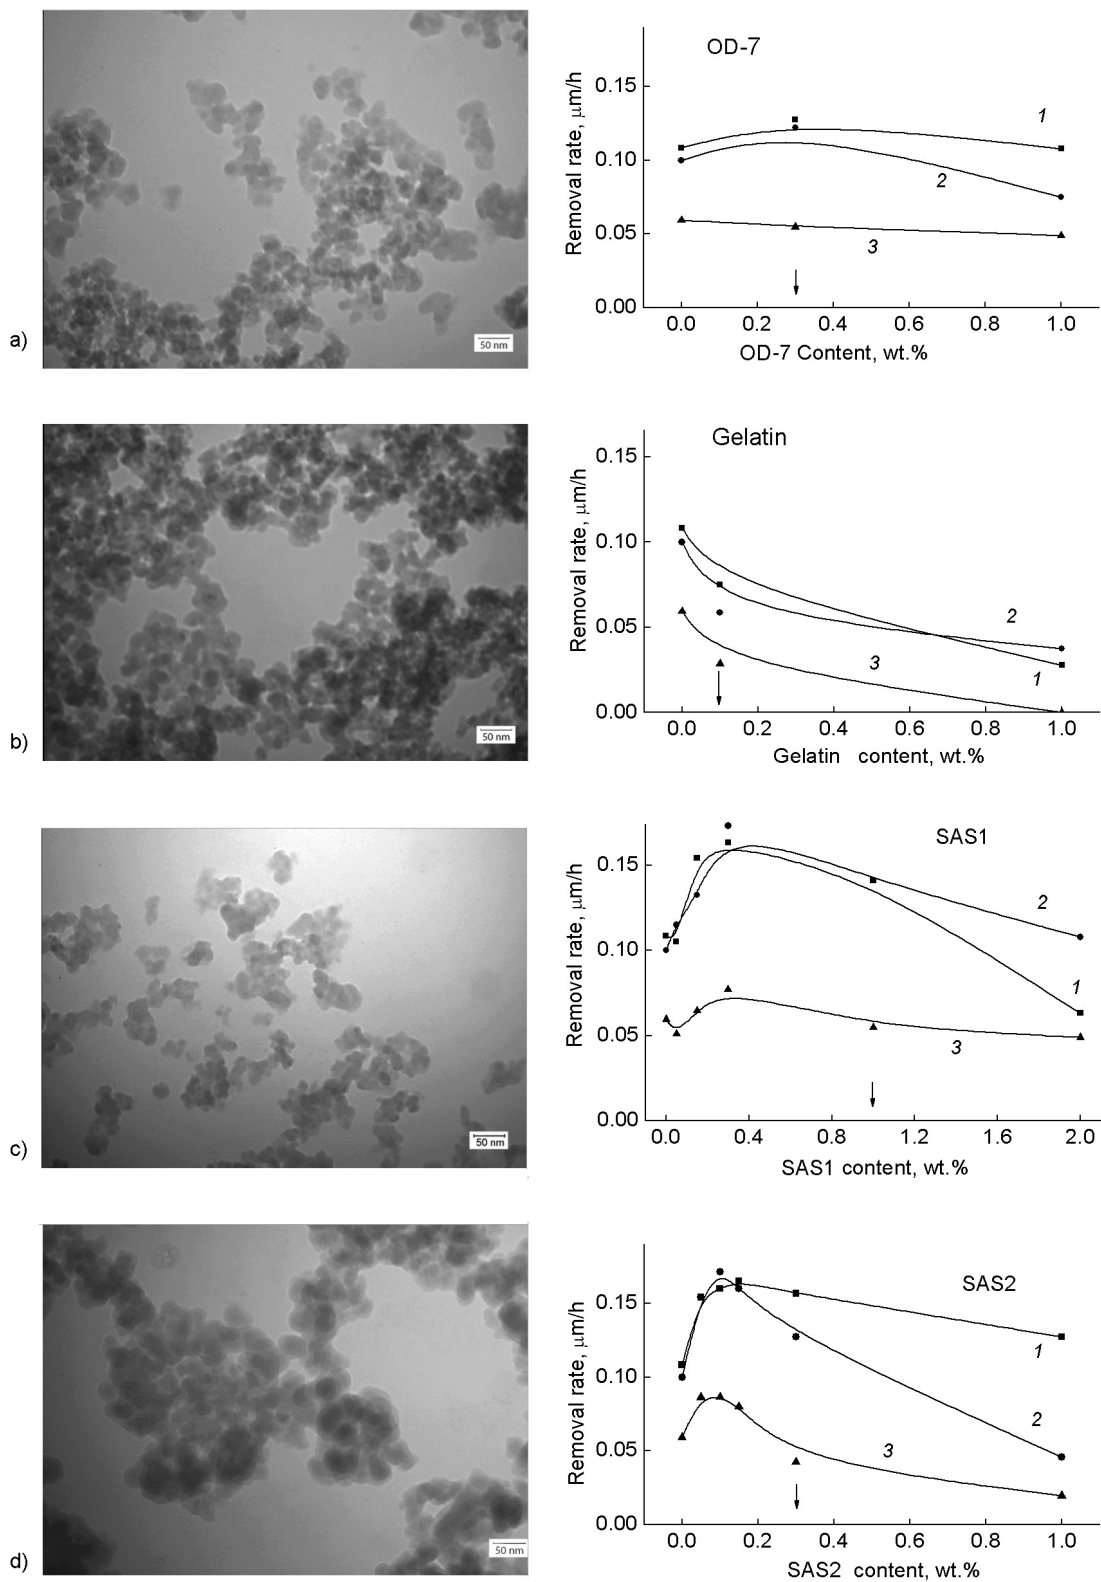 a)
50 nm
OD-7
Removal rate, μm/h
0.15
0.10
0.05
0.00
1
2
3
0.0 0.2 0.4 0.6 0.8 1.0
OD-7 Content, wt.%
b)
50 nm
Gelatin
Removal rate, μm/h
0.15
0.10
0.05
0.00
2
3
1
0.0 0.2 0.4 0.6 0.8 1.0
Gelatin content, wt.%
c)
50 nm
SAS1
Removal rate, μm/h
0.15
0.10
0.05
0.00
2
1
3
0.0 0.4 0.8 1.2 1.6 2.0
SAS1 content, wt.%
d)
50 nm
SAS2
Removal rate, μm/h
0.15
0.10
0.05
0.00
1
2
3
0.0 0.2 0.4 0.6 0.8 1.0
SAS2 content, wt.%